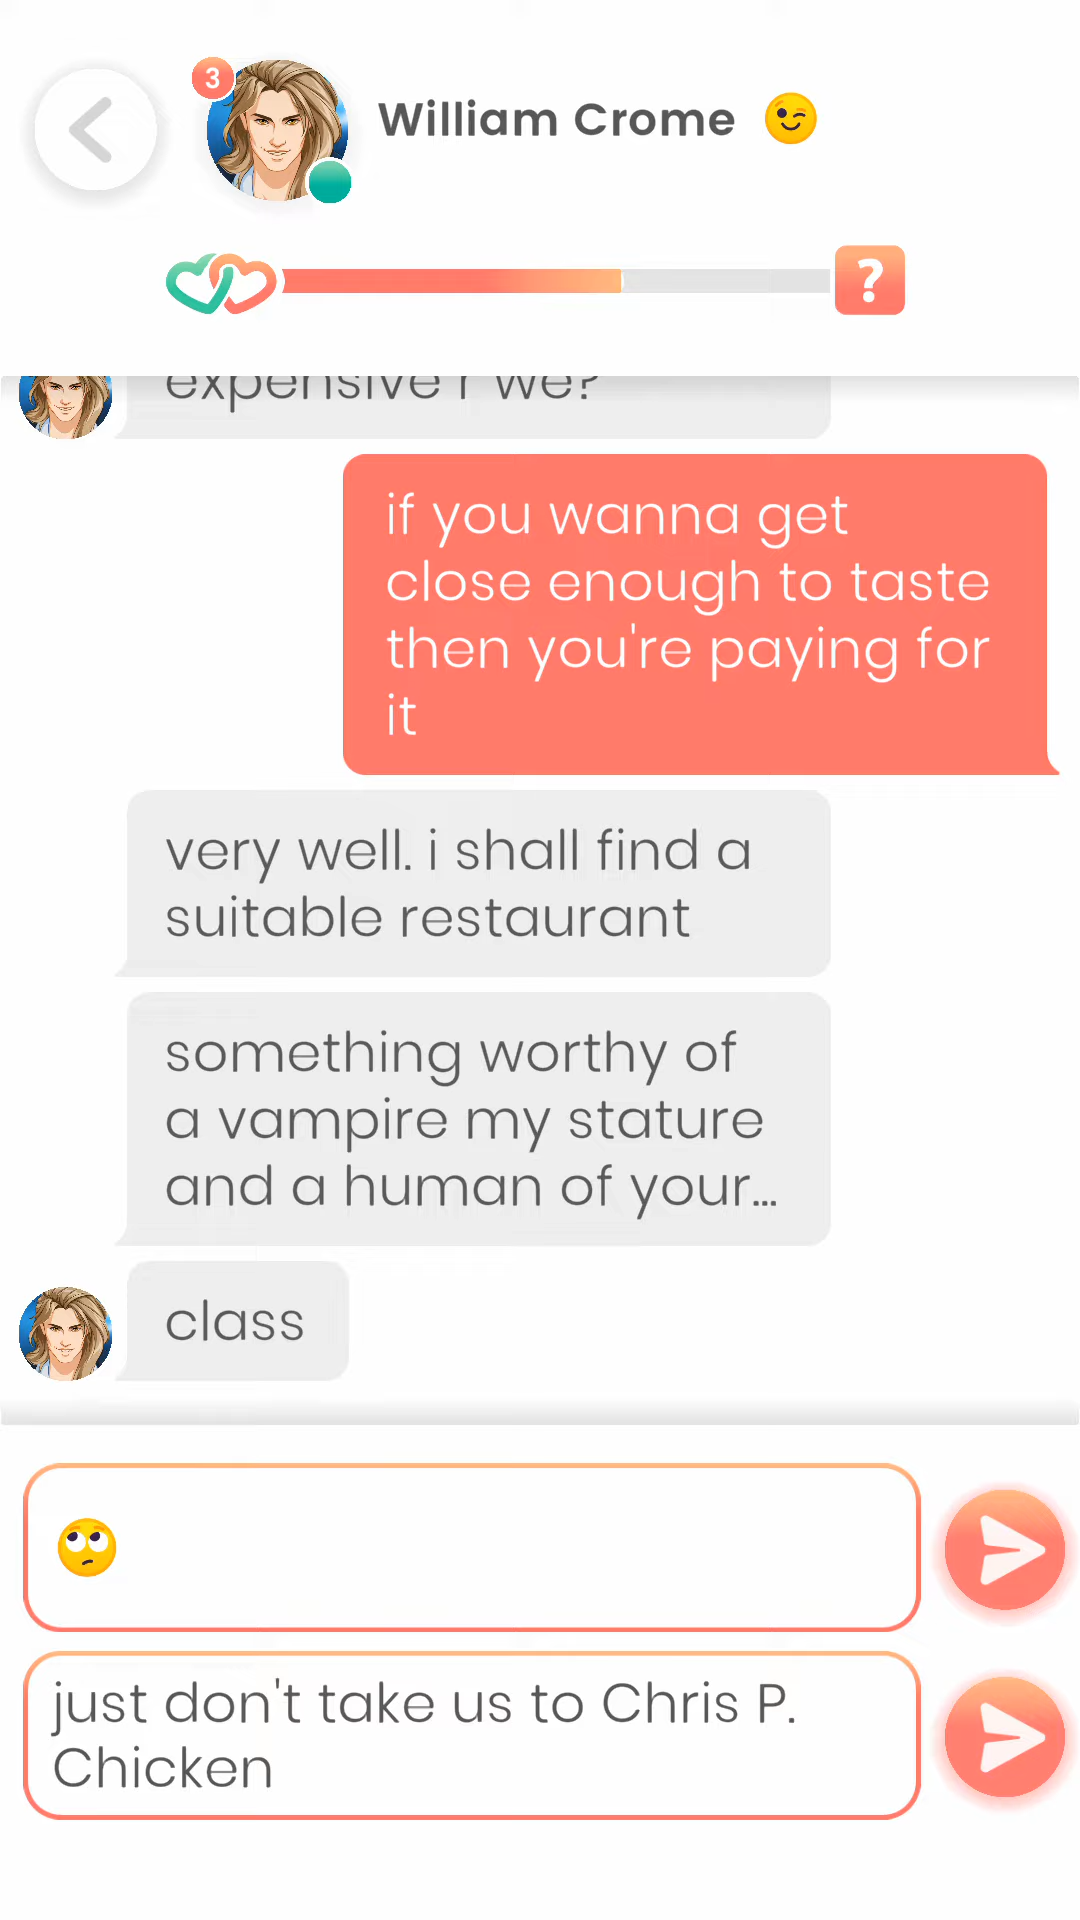 3
William Crome
?
expensive r we?
if you wanna get
close enough to taste
then you're paying for
it
very well. i shall find a
suitable restaurant
something worthy of
a vampire my stature
and a human of your...
class
just don't take us to Chris P.
Chicken